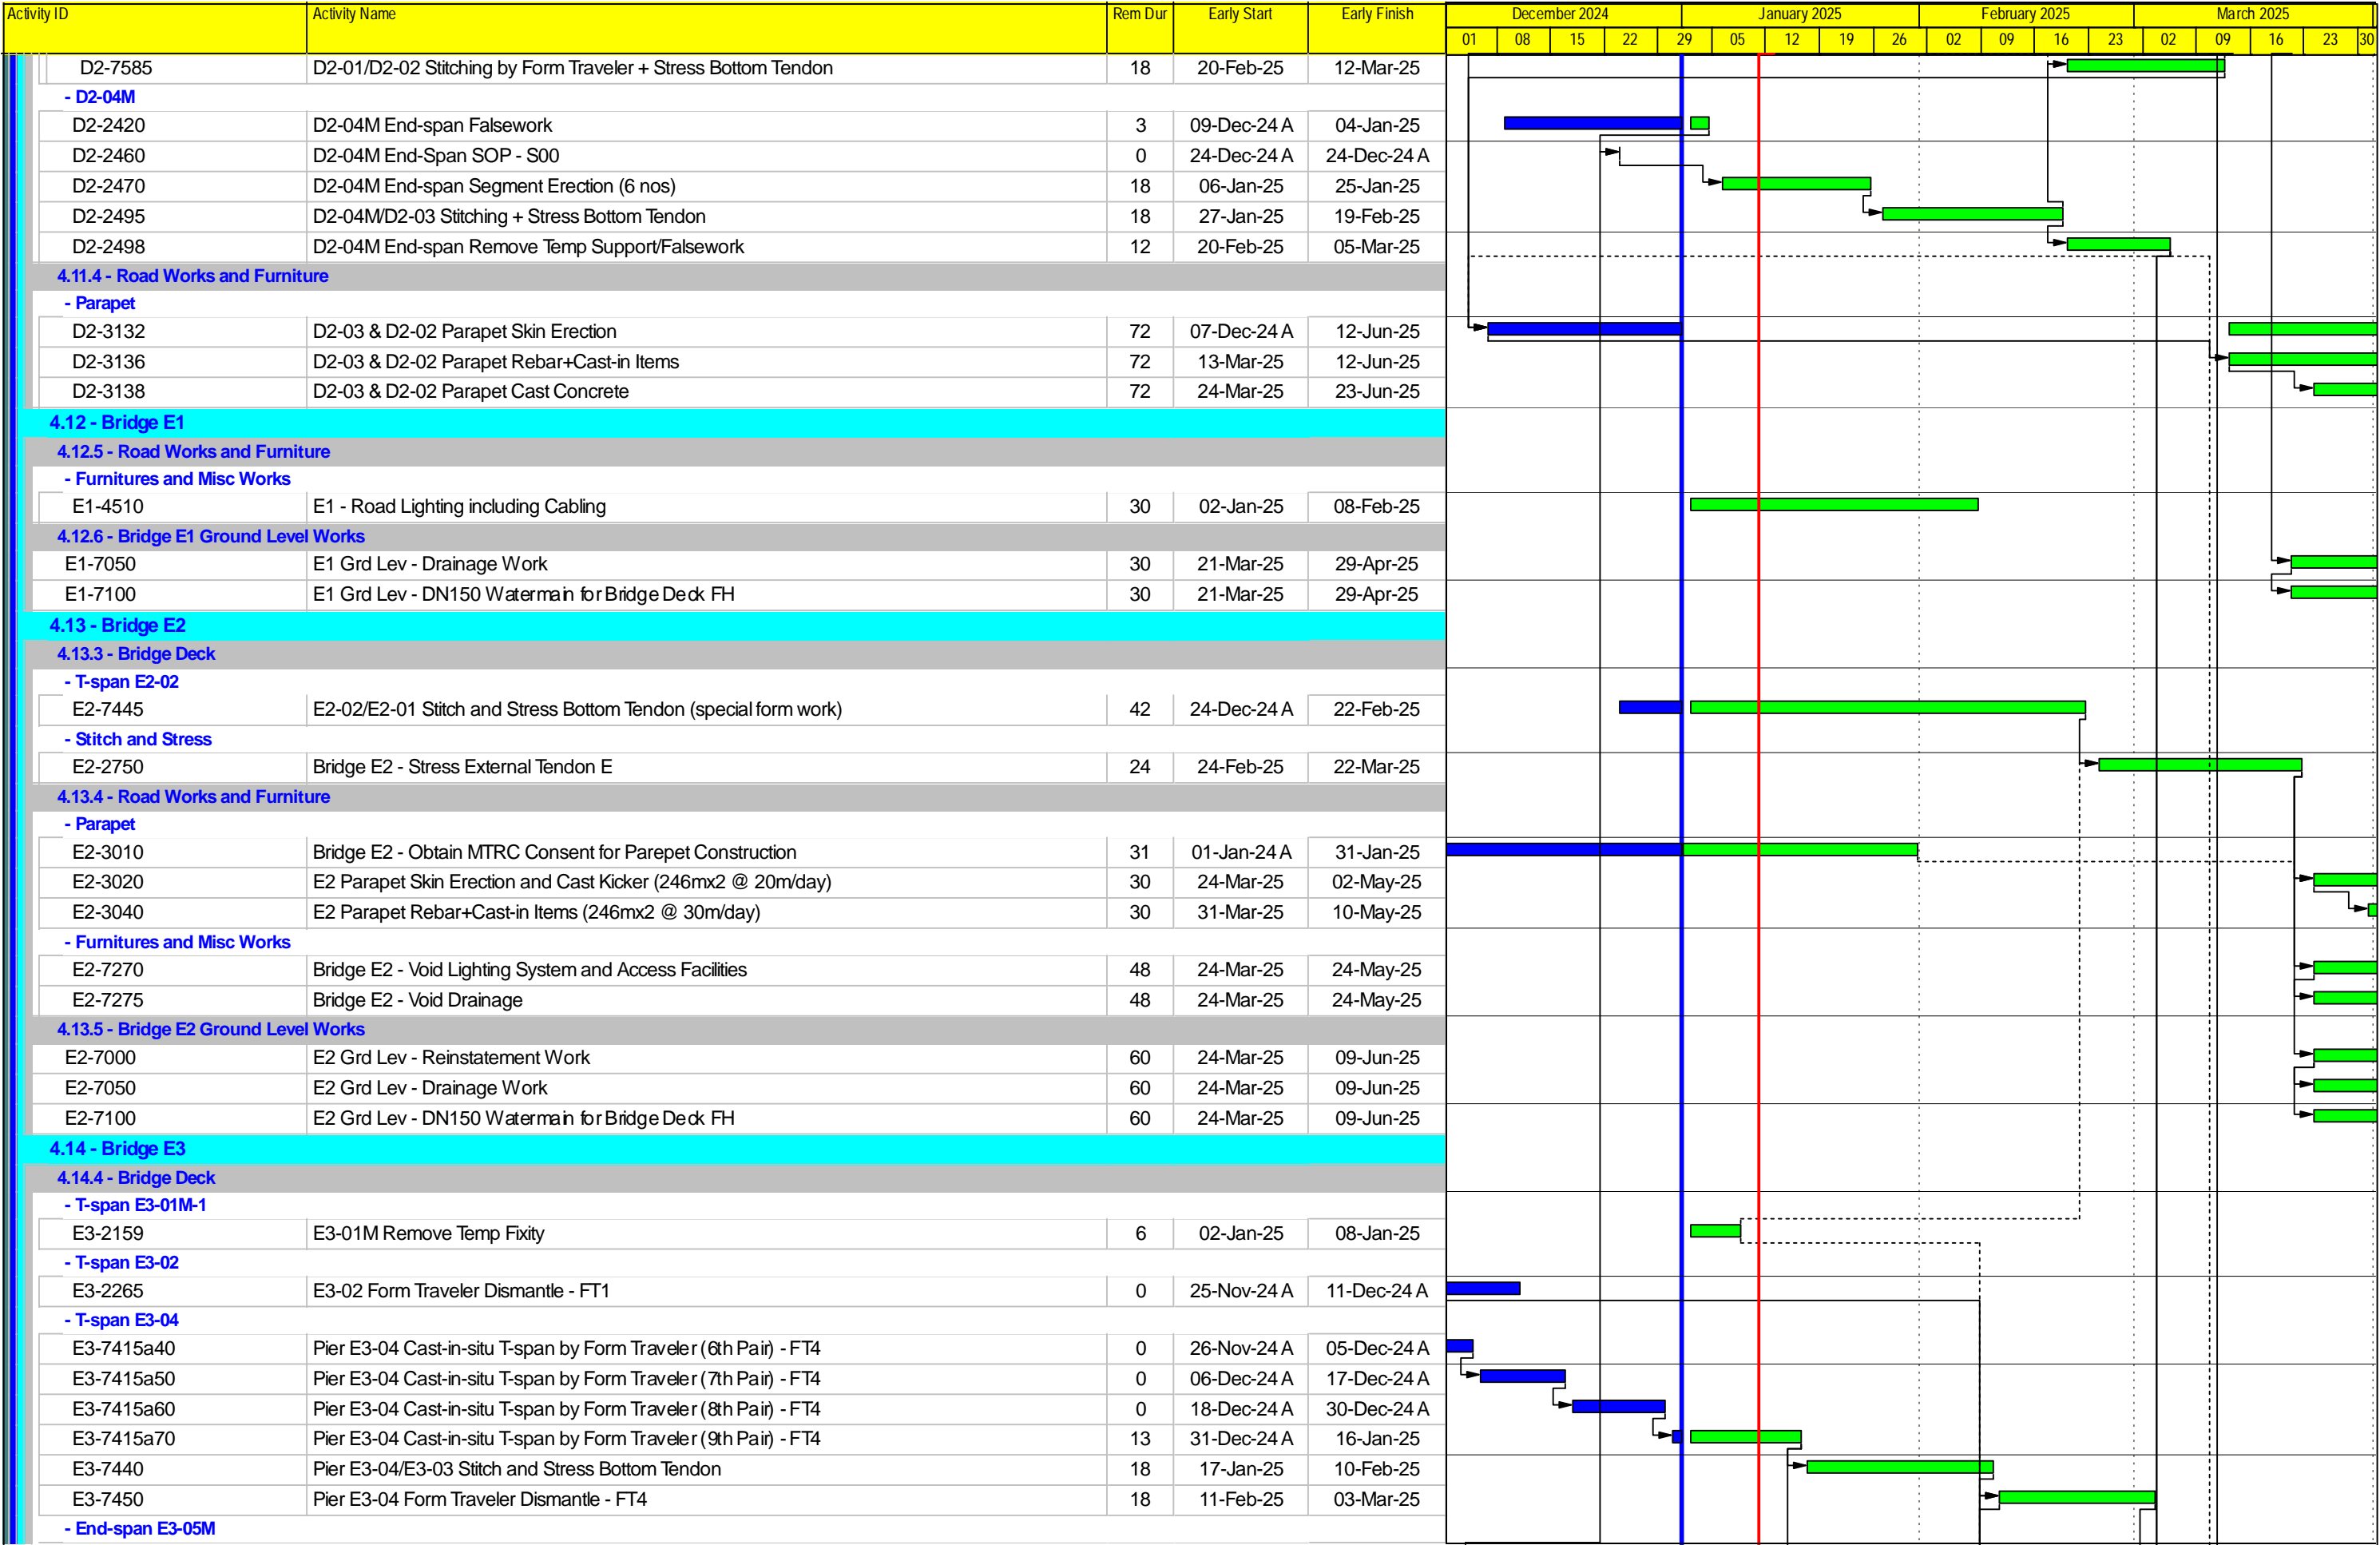 Activity ID Activity Name Rem Dur Early Start Early Finish December 2024 January 2025 February 2025 March 2025
01 08 15 22 29 05 12 19 26 02 09 16 23 02 09 16 23 30
D2-7585 D2-01/D2-02 Stitching by Form Traveler + Stress Bottom Tendon 18 20-Feb-25 12-Mar-25
- D2-04M
D2-2420 D2-04M End-span Falsework 3 09-Dec-24 A 04-Jan-25
D2-2460 D2-04M End-Span SOP - S00 0 24-Dec-24 A 24-Dec-24 A
D2-2470 D2-04M End-span Segment Erection (6 nos) 18 06-Jan-25 25-Jan-25
D2-2495 D2-04M/D2-03 Stitching + Stress Bottom Tendon 18 27-Jan-25 19-Feb-25
D2-2498 D2-04M End-span Remove Temp Support/Falsework 12 20-Feb-25 05-Mar-25
4.11.4 - Road Works and Furniture
- Parapet
D2-3132 D2-03 & D2-02 Parapet Skin Erection 72 07-Dec-24 A 12-Jun-25
D2-3136 D2-03 & D2-02 Parapet Rebar+Cast-in Items 72 13-Mar-25 12-Jun-25
D2-3138 D2-03 & D2-02 Parapet Cast Concrete 72 24-Mar-25 23-Jun-25
4.12 - Bridge E1
4.12.5 - Road Works and Furniture
- Furnitures and Misc Works
E1-4510 E1 - Road Lighting including Cabling 30 02-Jan-25 08-Feb-25
4.12.6 - Bridge E1 Ground Level Works
E1-7050 E1 Grd Lev - Drainage Work 30 21-Mar-25 29-Apr-25
E1-7100 E1 Grd Lev - DN150 Watermain for Bridge Deck FH 30 21-Mar-25 29-Apr-25
4.13 - Bridge E2
4.13.3 - Bridge Deck
- T-span E2-02
E2-7445 E2-02/E2-01 Stitch and Stress Bottom Tendon (special form work) 42 24-Dec-24 A 22-Feb-25
- Stitch and Stress
E2-2750 Bridge E2 - Stress External Tendon E 24 24-Feb-25 22-Mar-25
4.13.4 - Road Works and Furniture
- Parapet
E2-3010 Bridge E2 - Obtain MTRC Consent for Parepet Construction 31 01-Jan-24 A 31-Jan-25
E2-3020 E2 Parapet Skin Erection and Cast Kicker (246mx2 @ 20m/day) 30 24-Mar-25 02-May-25
E2-3040 E2 Parapet Rebar+Cast-in Items (246mx2 @ 30m/day) 30 31-Mar-25 10-May-25
- Furnitures and Misc Works
E2-7270 Bridge E2 - Void Lighting System and Access Facilities 48 24-Mar-25 24-May-25
E2-7275 Bridge E2 - Void Drainage 48 24-Mar-25 24-May-25
4.13.5 - Bridge E2 Ground Level Works
E2-7000 E2 Grd Lev - Reinstatement Work 60 24-Mar-25 09-Jun-25
E2-7050 E2 Grd Lev - Drainage Work 60 24-Mar-25 09-Jun-25
E2-7100 E2 Grd Lev - DN150 Watermain for Bridge Deck FH 60 24-Mar-25 09-Jun-25
4.14 - Bridge E3
4.14.4 - Bridge Deck
- T-span E3-01M-1
E3-2159 E3-01M Remove Temp Fixity 6 02-Jan-25 08-Jan-25
- T-span E3-02
E3-2265 E3-02 Form Traveler Dismantle - FT1 0 25-Nov-24 A 11-Dec-24 A
- T-span E3-04
E3-7415a40 Pier E3-04 Cast-in-situ T-span by Form Traveler (6th Pair) - FT4 0 26-Nov-24 A 05-Dec-24 A
E3-7415a50 Pier E3-04 Cast-in-situ T-span by Form Traveler (7th Pair) - FT4 0 06-Dec-24 A 17-Dec-24 A
E3-7415a60 Pier E3-04 Cast-in-situ T-span by Form Traveler (8th Pair) - FT4 0 18-Dec-24 A 30-Dec-24 A
E3-7415a70 Pier E3-04 Cast-in-situ T-span by Form Traveler (9th Pair) - FT4 13 31-Dec-24 A 16-Jan-25
E3-7440 Pier E3-04/E3-03 Stitch and Stress Bottom Tendon 18 17-Jan-25 10-Feb-25
E3-7450 Pier E3-04 Form Traveler Dismantle - FT4 18 11-Feb-25 03-Mar-25
- End-span E3-05M